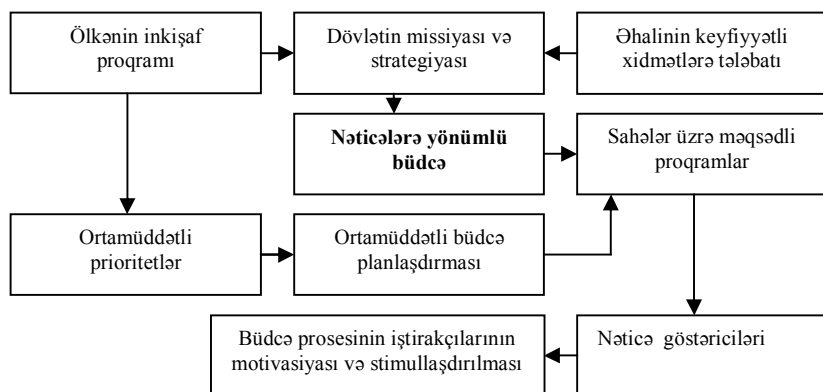 Ölkənin inkişaf
proqramı
Dövlətin missiyası və
strategiyası
Əhalinin keyfiyyətli
xidmətlərə tələbatı
Nəticələrə yönümlü
büdcə
Sahələr üzrə məqsədli
proqramlar
Ortamüddətli
prioritetlər
Ortamüddətli büdcə
planlaşdırması
Büdcə prosesinin iştirakçılarının
motivasiyası və stimullaşdırılması
Nəticə göstəriciləri